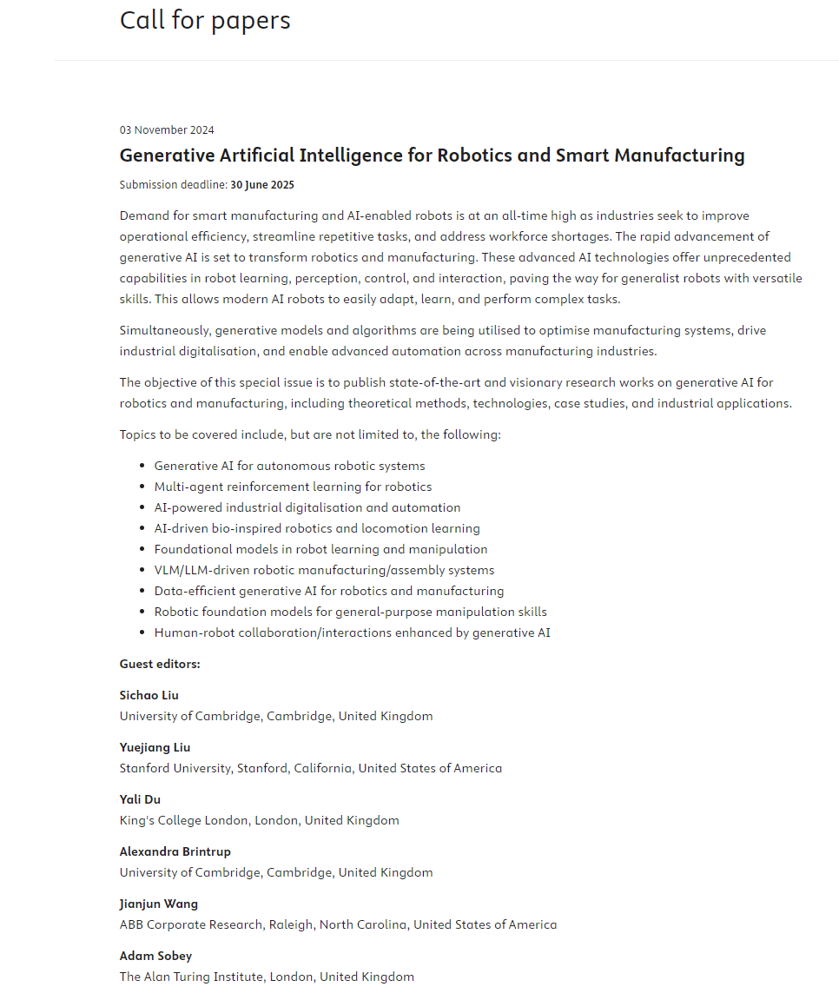 Call for papers
03 November 2024
Generative Artificial Intelligence for Robotics and Smart Manufacturing
Submission deadline: 30 June 2025
Demand for smart manufacturing and AI-enabled robots is at an all-time high as industries seek to improve
operational efficiency, streamline repetitive tasks, and address workforce shortages. The rapid advancement of
generative AI is set to transform robotics and manufacturing. These advanced AI technologies offer unprecedented
capabilities in robot learning, perception, control, and interaction, paving the way for generalist robots with versatile
skills. This allows modern AI robots to easily adapt, learn, and perform complex tasks.
Simultaneously, generative models and algorithms are being utilised to optimise manufacturing systems, drive
industrial digitalisation, and enable advanced automation across manufacturing industries.
The objective of this special issue is to publish state-of-the-art and visionary research works on generative AI for
robotics and manufacturing, including theoretical methods, technologies, case studies, and industrial applications.
Topics to be covered include, but are not limited to, the following:
• Generative AI for autonomous robotic systems
• Multi-agent reinforcement learning for robotics
• AI-powered industrial digitalisation and automation
• AI-driven bio-inspired robotics and locomotion learning
• Foundational models in robot learning and manipulation
• VLM/LLM-driven robotic manufacturing/assembly systems
• Data-efficient generative AI for robotics and manufacturing
• Robotic foundation models for general-purpose manipulation skills
• Human-robot collaboration/interactions enhanced by generative AI
Guest editors:
Sichao Liu
University of Cambridge, Cambridge, United Kingdom
Yuejiang Liu
Stanford University, Stanford, California, United States of America
Yali Du
King's College London, London, United Kingdom
Alexandra Brintrup
University of Cambridge, Cambridge, United Kingdom
Jianjun Wang
ABB Corporate Research, Raleigh, North Carolina, United States of America
Adam Sobey
The Alan Turing Institute, London, United Kingdom